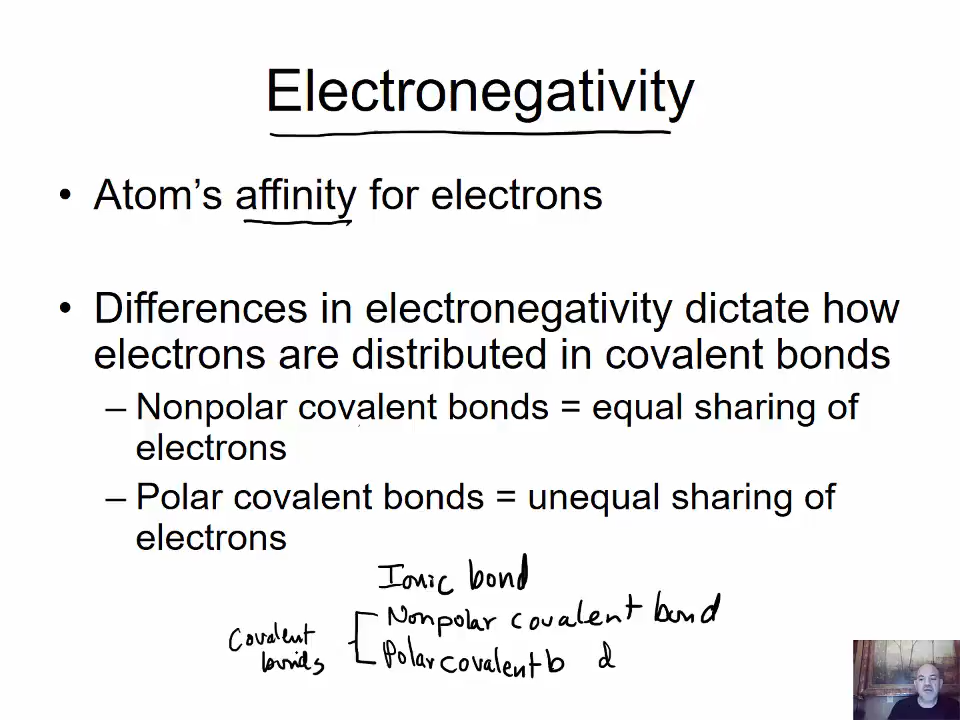 Electronegativity
• Atom's affinity for electrons
• Differences in electronegativity dictate how
electrons are distributed in covalent bonds
– Nonpolar covalent bonds = equal sharing of
electrons
– Polar covalent bonds = unequal sharing of
electrons
Ionic bond
Nonpolar covalent bond
Covalent
bonds
Polar covalent b d